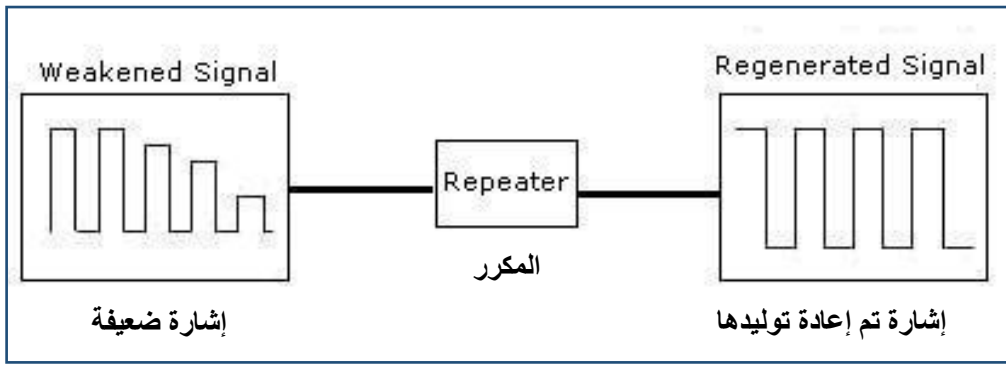 Weakened Signal
Regenerated Signal
Repeater
المكرر
إشارة ضعيفة
إشارة تم إعادة توليدها